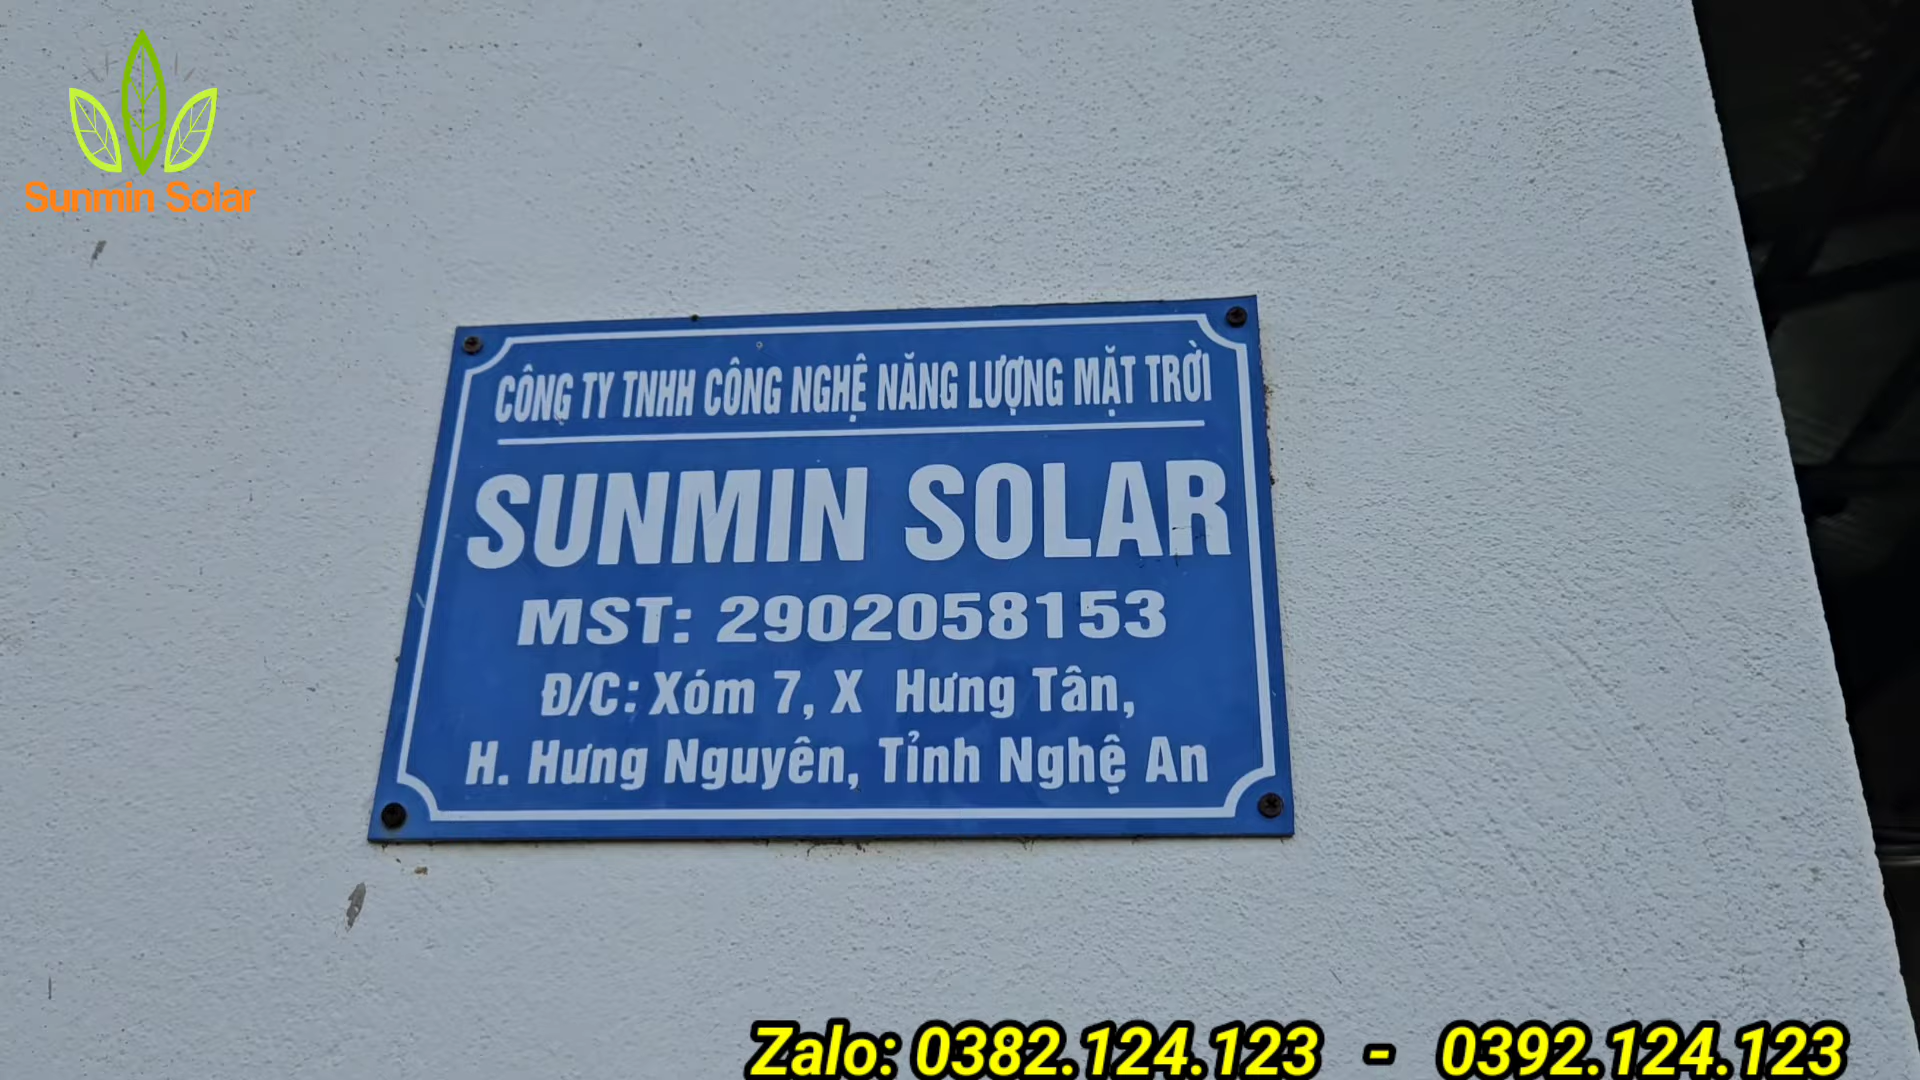 Sunmin Solar
CÔNG TY TNHH CÔNG NGHỆ NĂNG LƯỢNG MẶT TRỜI
SUNMIN SOLAR
MST: 2902058153
Đ/C: Xóm 7, X Hưng Tân,
H. Hưng Nguyên, Tỉnh Nghệ An
Zalo: 0382.124.123 - 0392.124.123